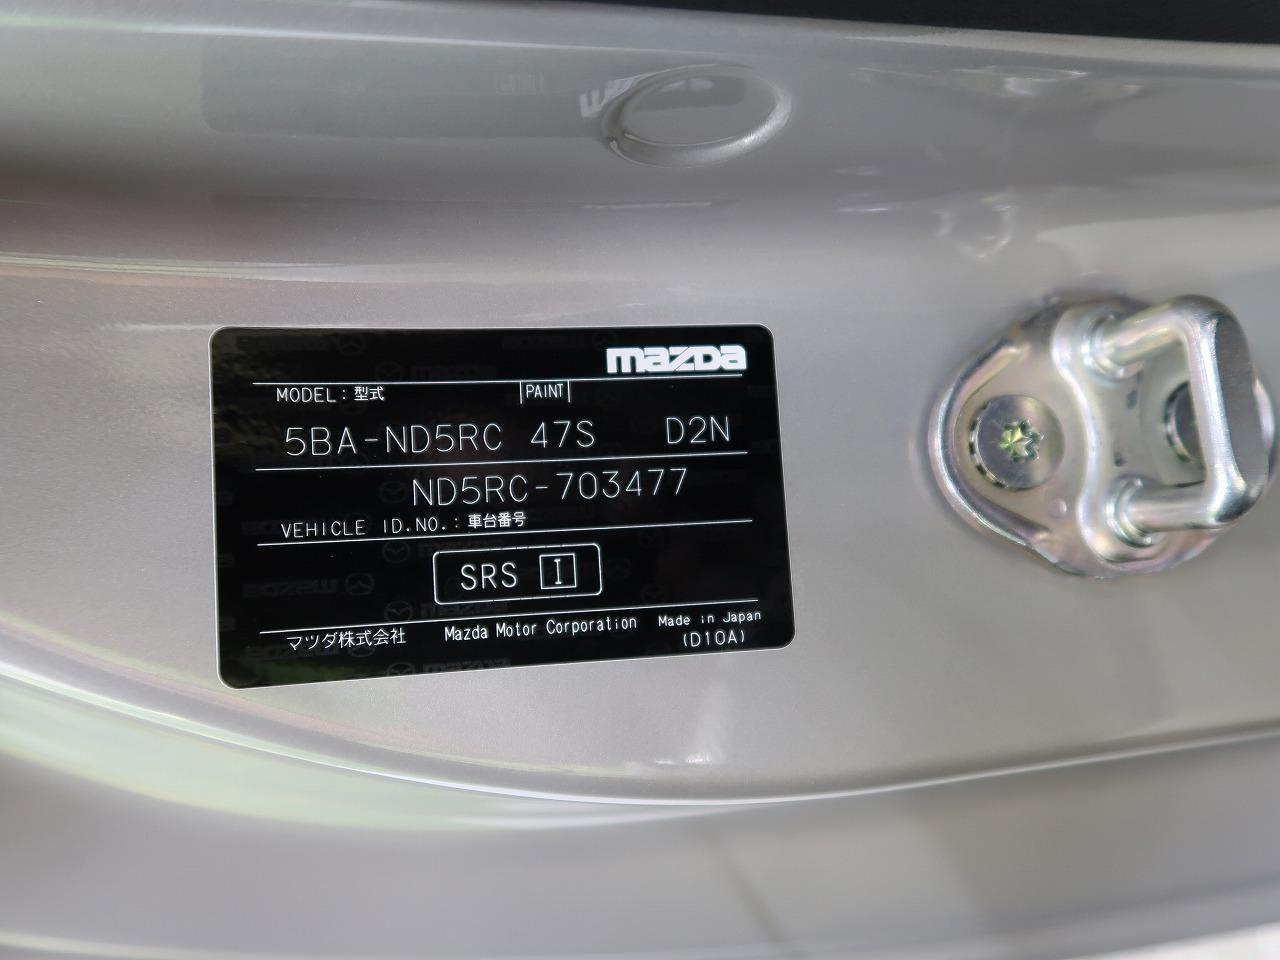 mazda
MODEL：型式 PAINT
5BA-ND5RC 47S D2N
ND5RC-703477
VEHICLE ID.NO.：車台番号
SRS I
マツダ株式会社 Mazda Motor Corporation Made in Japan
(D10A)